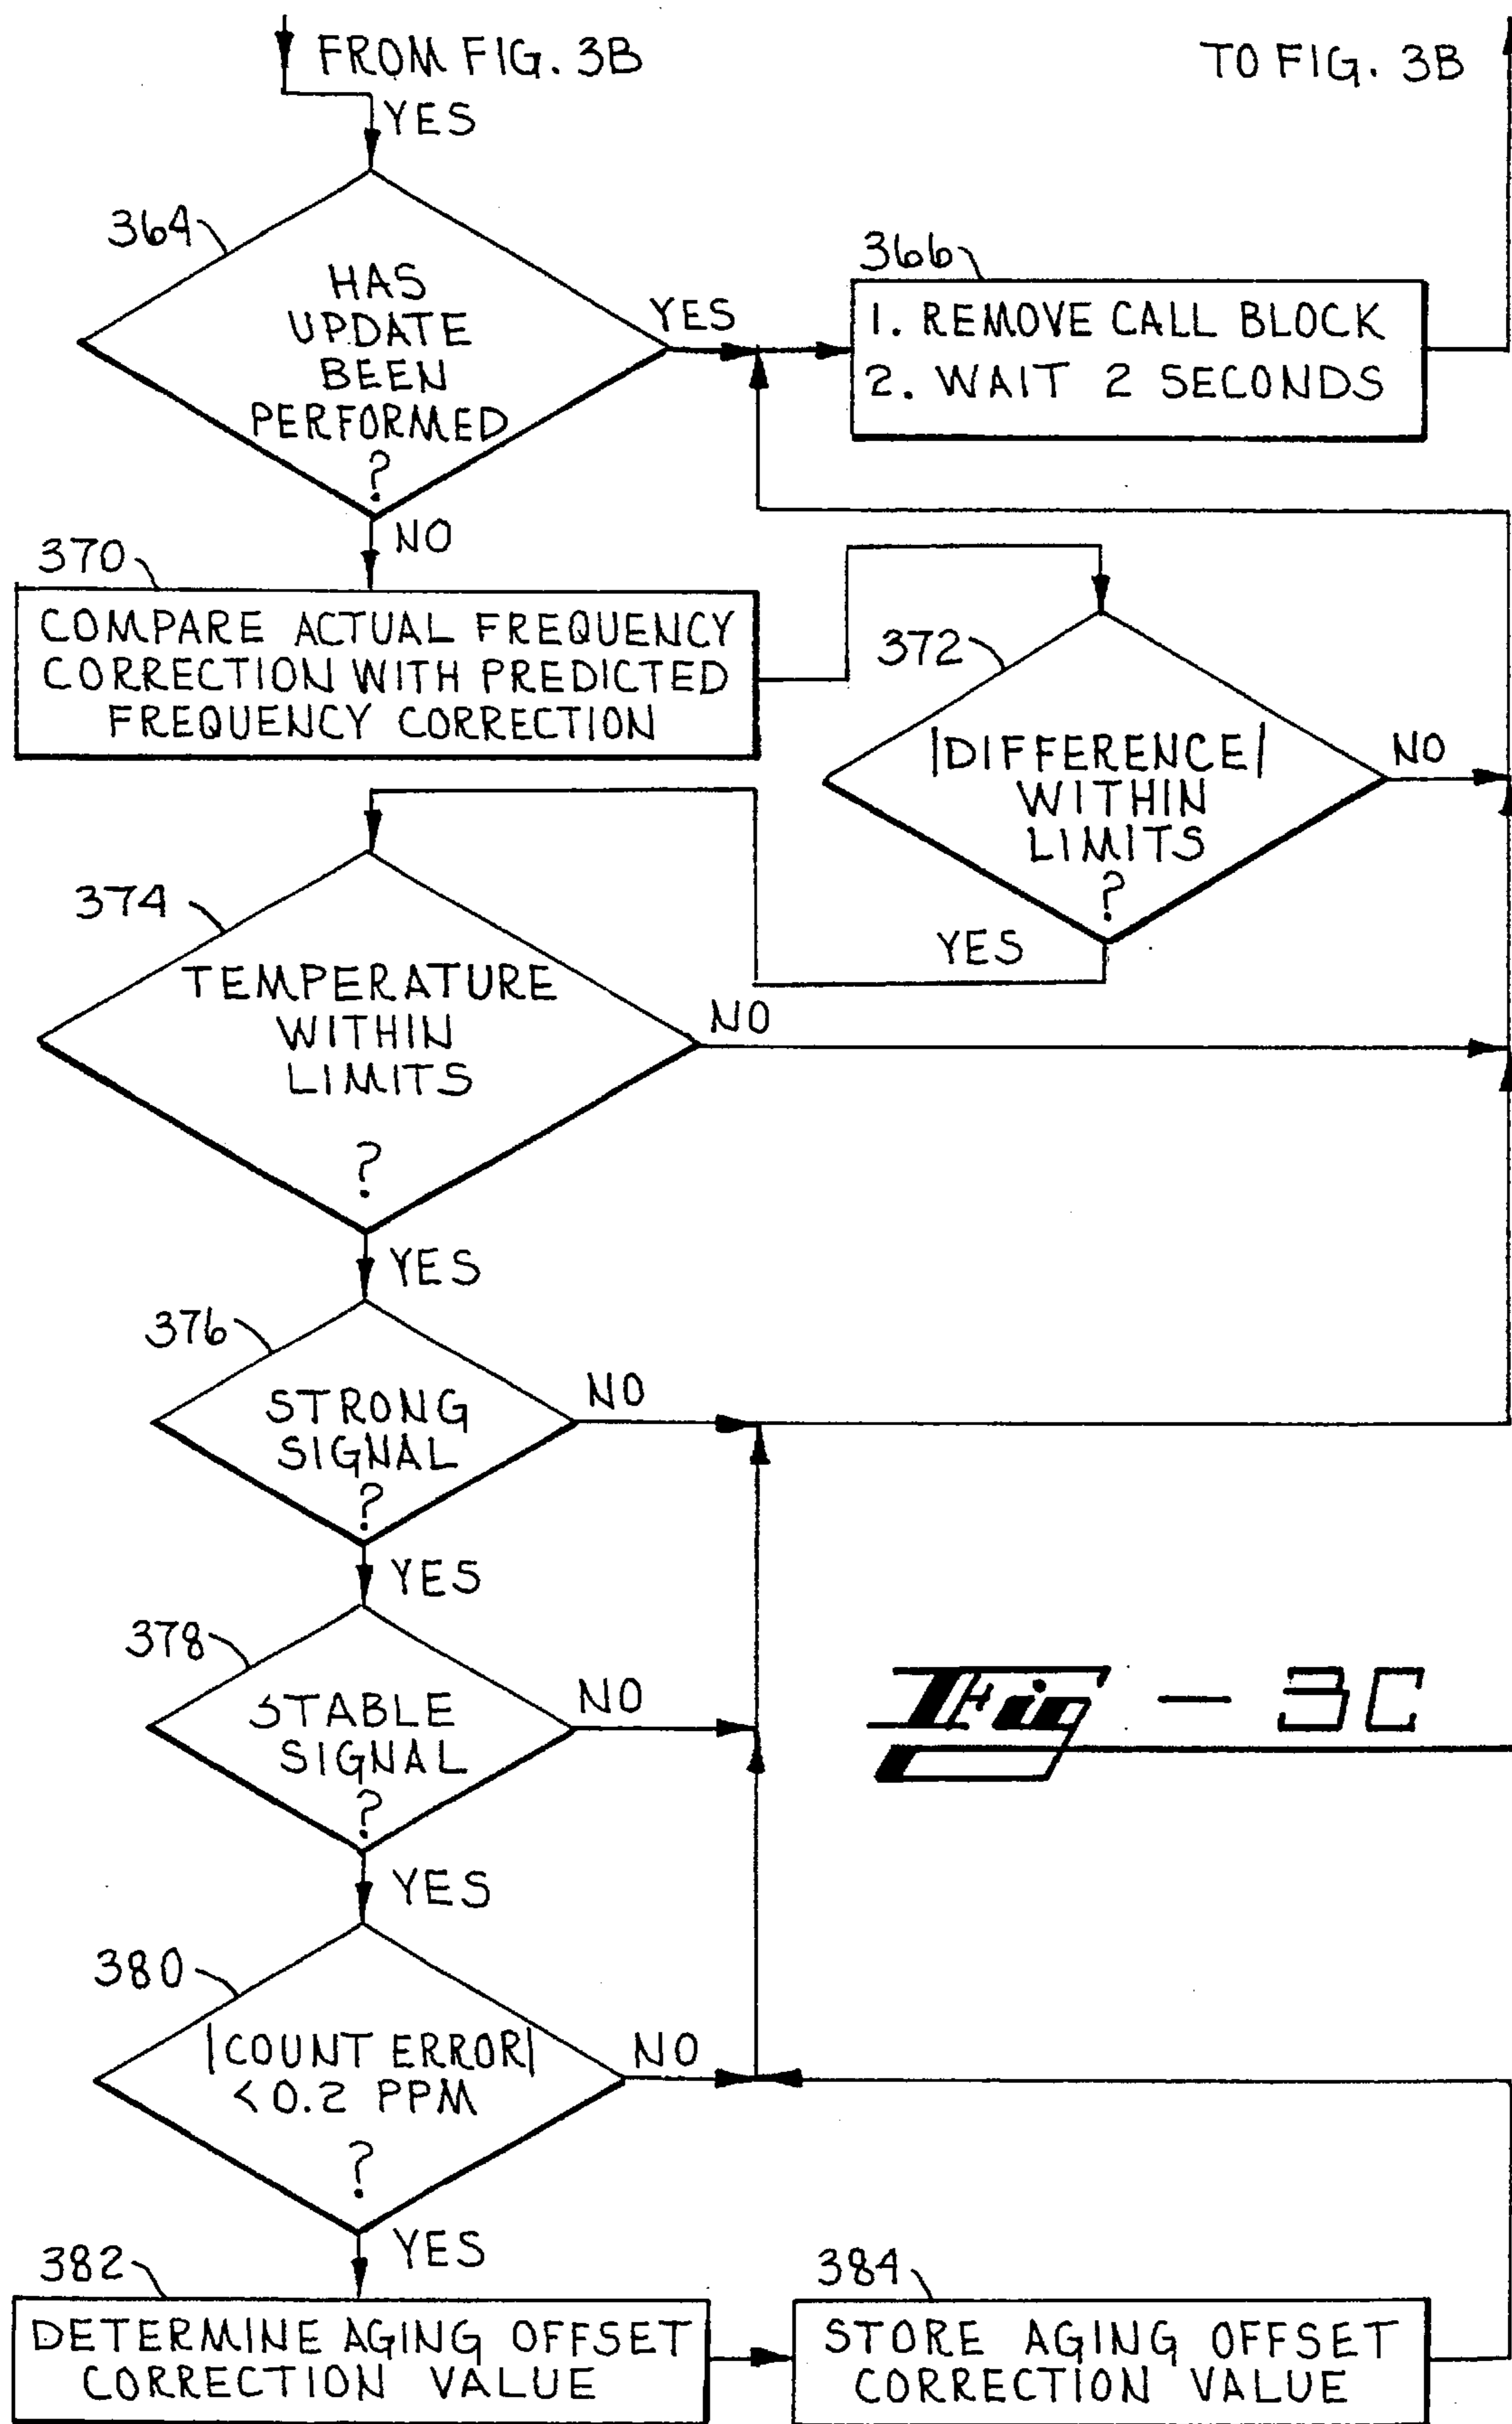 FROM FIG. 3B
TO FIG. 3B
YES
364
HAS
UPDATE
BEEN
PERFORMED
?
YES
366
1. REMOVE CALL BLOCK
2. WAIT 2 SECONDS
NO
370
COMPARE ACTUAL FREQUENCY
CORRECTION WITH PREDICTED
FREQUENCY CORRECTION
372
|DIFFERENCE|
WITHIN
LIMITS
?
NO
YES
374
TEMPERATURE
WITHIN
LIMITS
?
NO
YES
376
STRONG
SIGNAL
?
NO
YES
378
STABLE
SIGNAL
?
NO
YES
Fig - 3C
380
|COUNT ERROR|
<0.2 PPM
?
NO
YES
382
DETERMINE AGING OFFSET
CORRECTION VALUE
384
STORE AGING OFFSET
CORRECTION VALUE